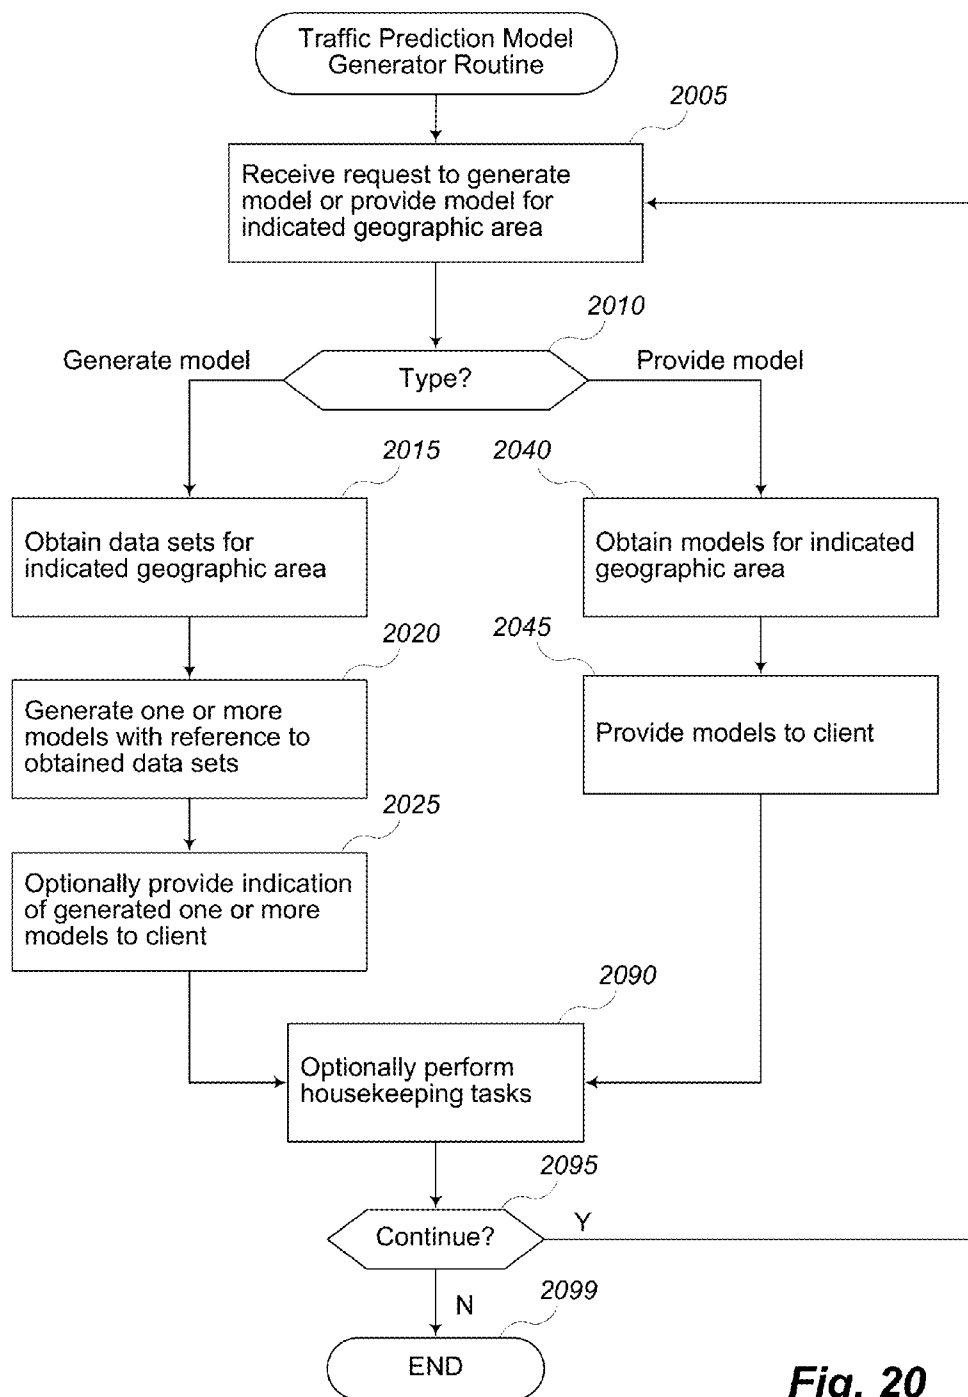 Traffic Prediction Model
Generator Routine
2005
Receive request to generate
model or provide model for
indicated geographic area
2010
Generate model
Type?
Provide model
2015
2040
Obtain data sets for
indicated geographic area
Obtain models for indicated
geographic area
2020
2045
Generate one or more
models with reference to
obtained data sets
Provide models to client
2025
Optionally provide indication
of generated one or more
models to client
2090
Optionally perform
housekeeping tasks
2095
Continue?
Y
N
2099
END
Fig. 20